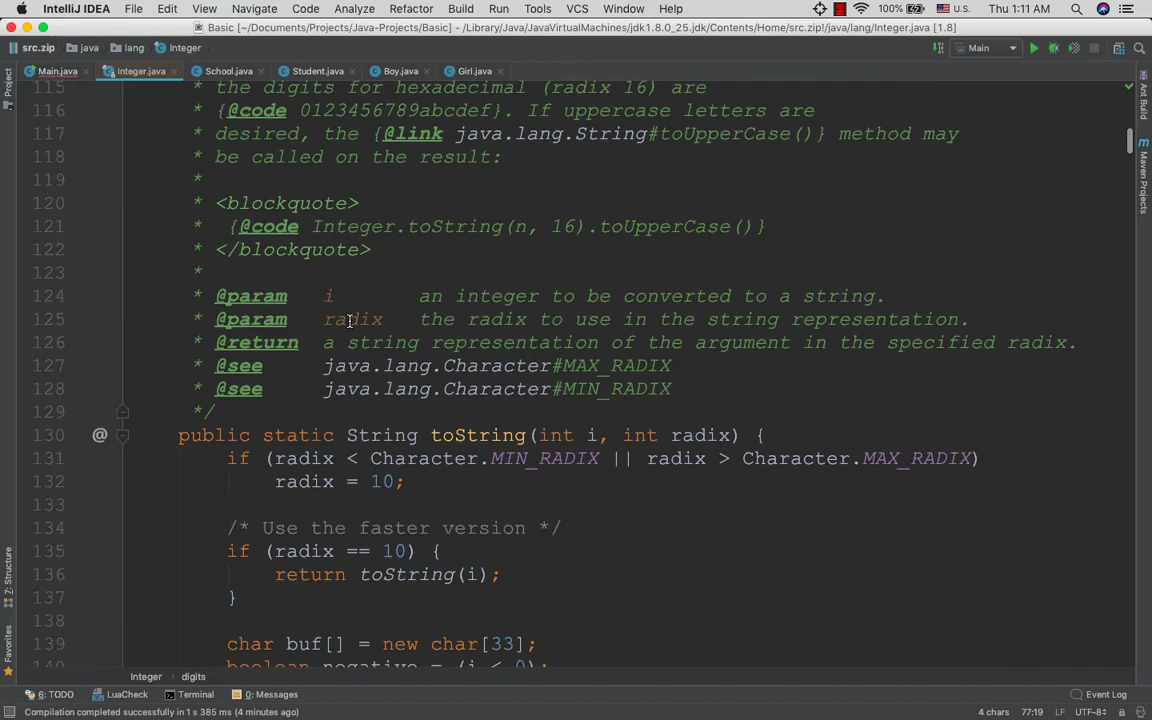 IntelliJ IDEA File Edit View Navigate Code Analyze Refactor Build Run Tools VCS Window Help 100% U.S. Thu 1:11 AM
Basic [~/Documents/Projects/Java-Projects/Basic] - /Library/Java/JavaVirtualMachines/jdk1.8.0_25.jdk/Contents/Home/src.zip!/java/lang/Integer.java [1.8]
src.zip java lang Integer Main
Main.java Integer.java School.java Student.java Boy.java Girl.java
115 * the digits for hexadecimal (radix 16) are
116 * {@code 0123456789abcdef}. If uppercase letters are
117 * desired, the {@link java.lang.String#toUpperCase()} method may
118 * be called on the result:
119 *
120 * <blockquote>
121 * {@code Integer.toString(n, 16).toUpperCase()}
122 * </blockquote>
123 *
124 * @param i an integer to be converted to a string.
125 * @param radix the radix to use in the string representation.
126 * @return a string representation of the argument in the specified radix.
127 * @see java.lang.Character#MAX_RADIX
128 * @see java.lang.Character#MIN_RADIX
129 */
130 @ public static String toString(int i, int radix) {
131 if (radix < Character.MIN_RADIX || radix > Character.MAX_RADIX)
132 radix = 10;
133
134 /* Use the faster version */
135 if (radix == 10) {
136 return toString(i);
137 }
138
139 char buf[] = new char[33];
140 boolean negative = (i < 0);
Project
Z: Structure
Favorites
Ant Build
Maven Projects
Integer digits
6: TODO LuaCheck Terminal 0: Messages Event Log
Compilation completed successfully in 1 s 385 ms (4 minutes ago) 4 chars 77:19 LF UTF-8